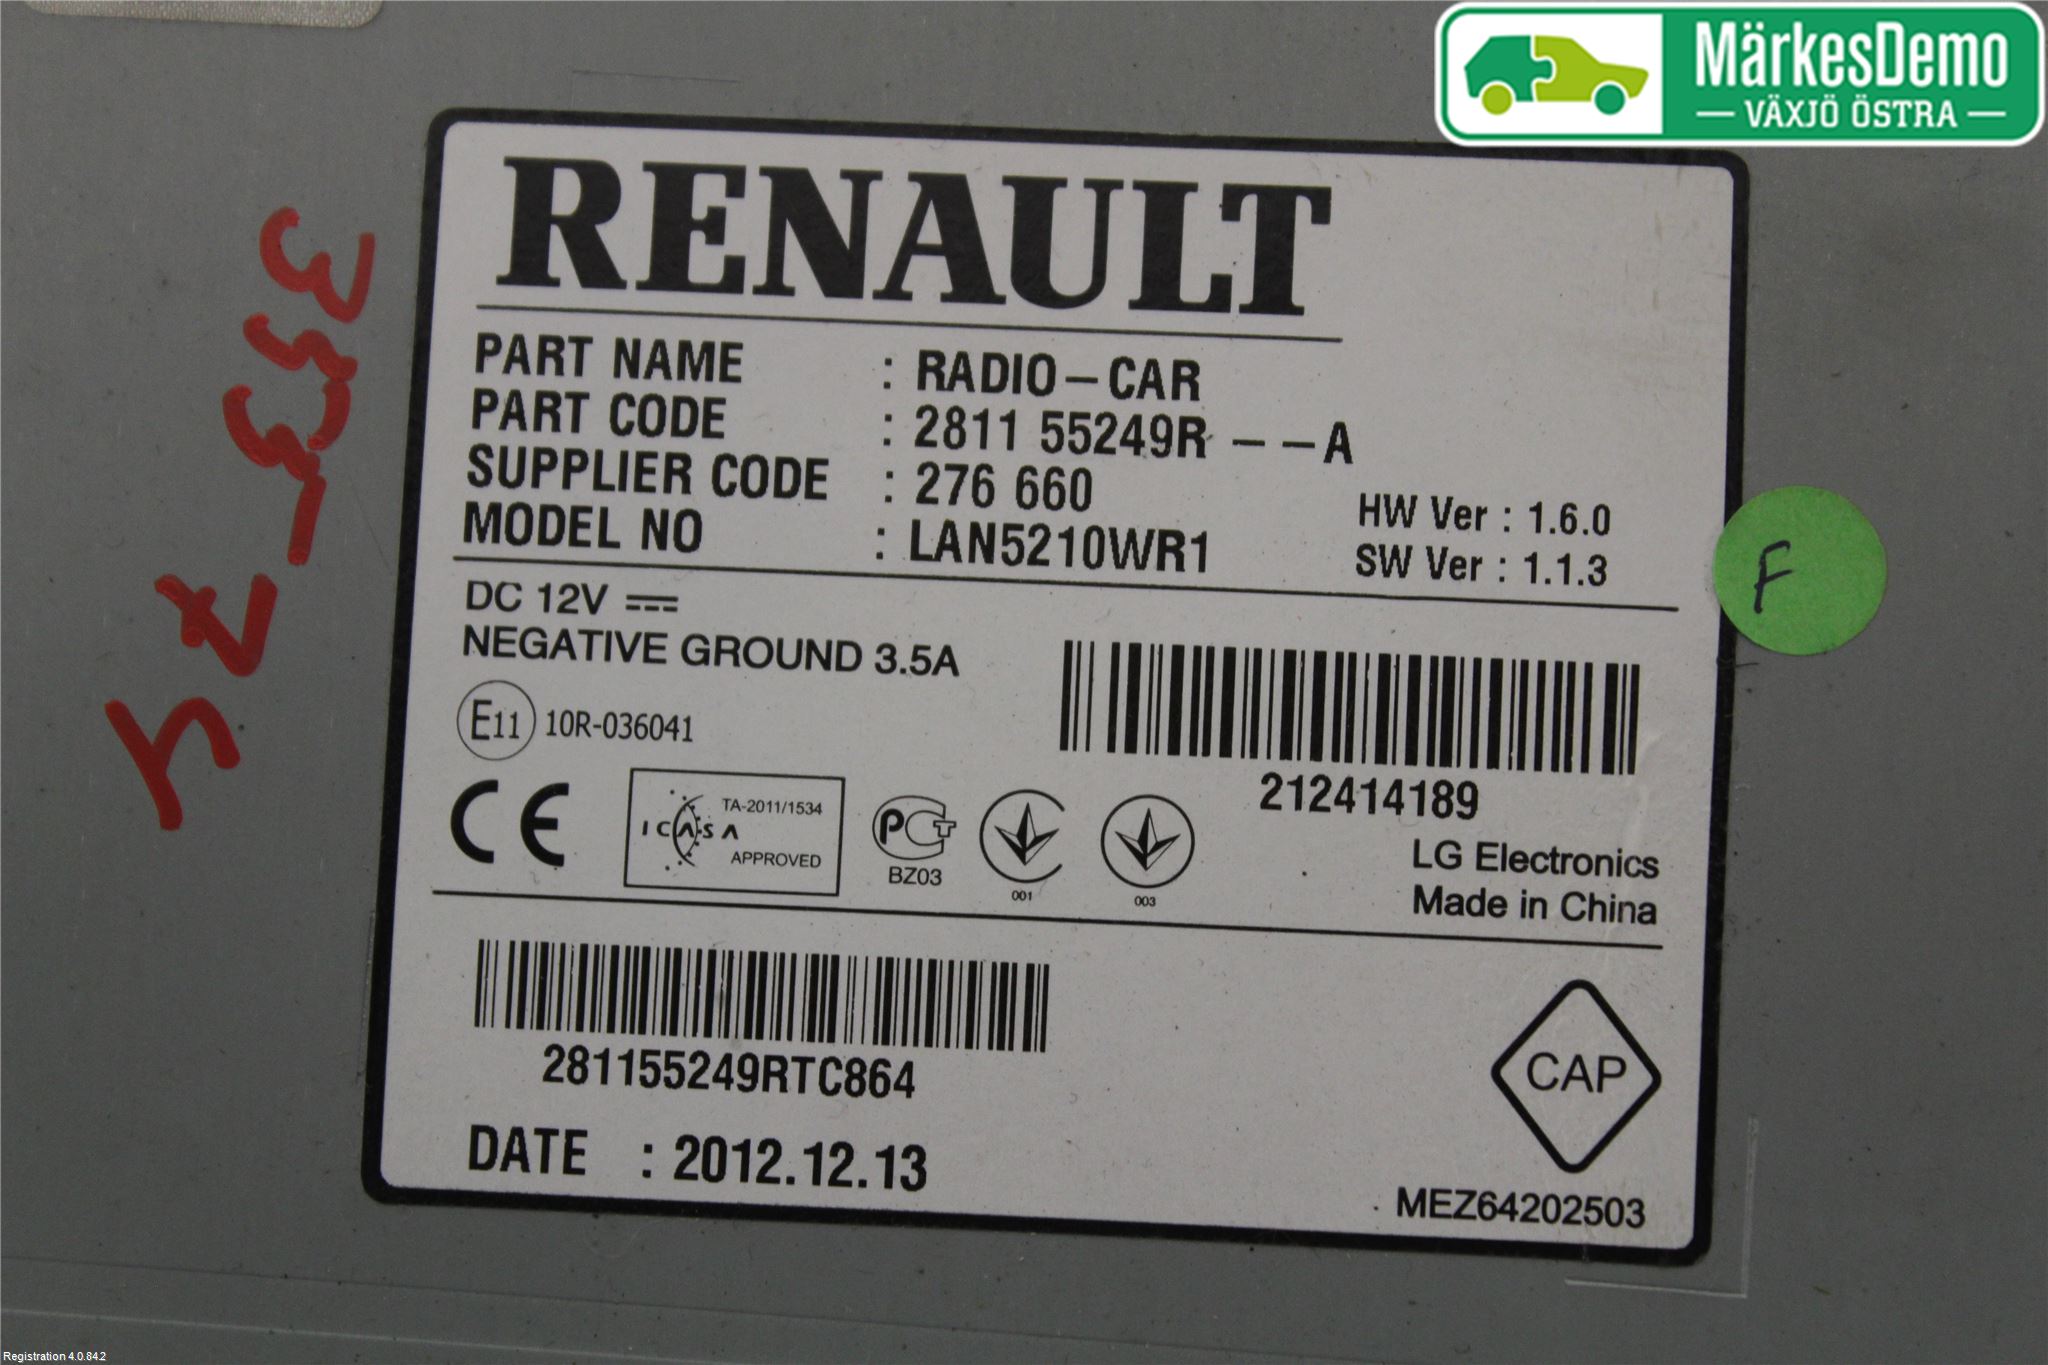 MärkesDemo
VÄXJÖ ÖSTRA
RENAULT
PART NAME : RADIO-CAR
PART CODE : 2811 55249R --A
SUPPLIER CODE : 276 660
MODEL NO : LAN5210WR1
HW Ver : 1.6.0
SW Ver : 1.1.3
F
DC 12V
NEGATIVE GROUND 3.5A
E11 10R-036041
212414189
LG Electronics
Made in China
CE
TA-2011/1534
ICASA
APPROVED
PCT
BZ03
001
003
281155249RTC864
DATE : 2012.12.13
CAP
MEZ64202503
Registration 4.0.84.2